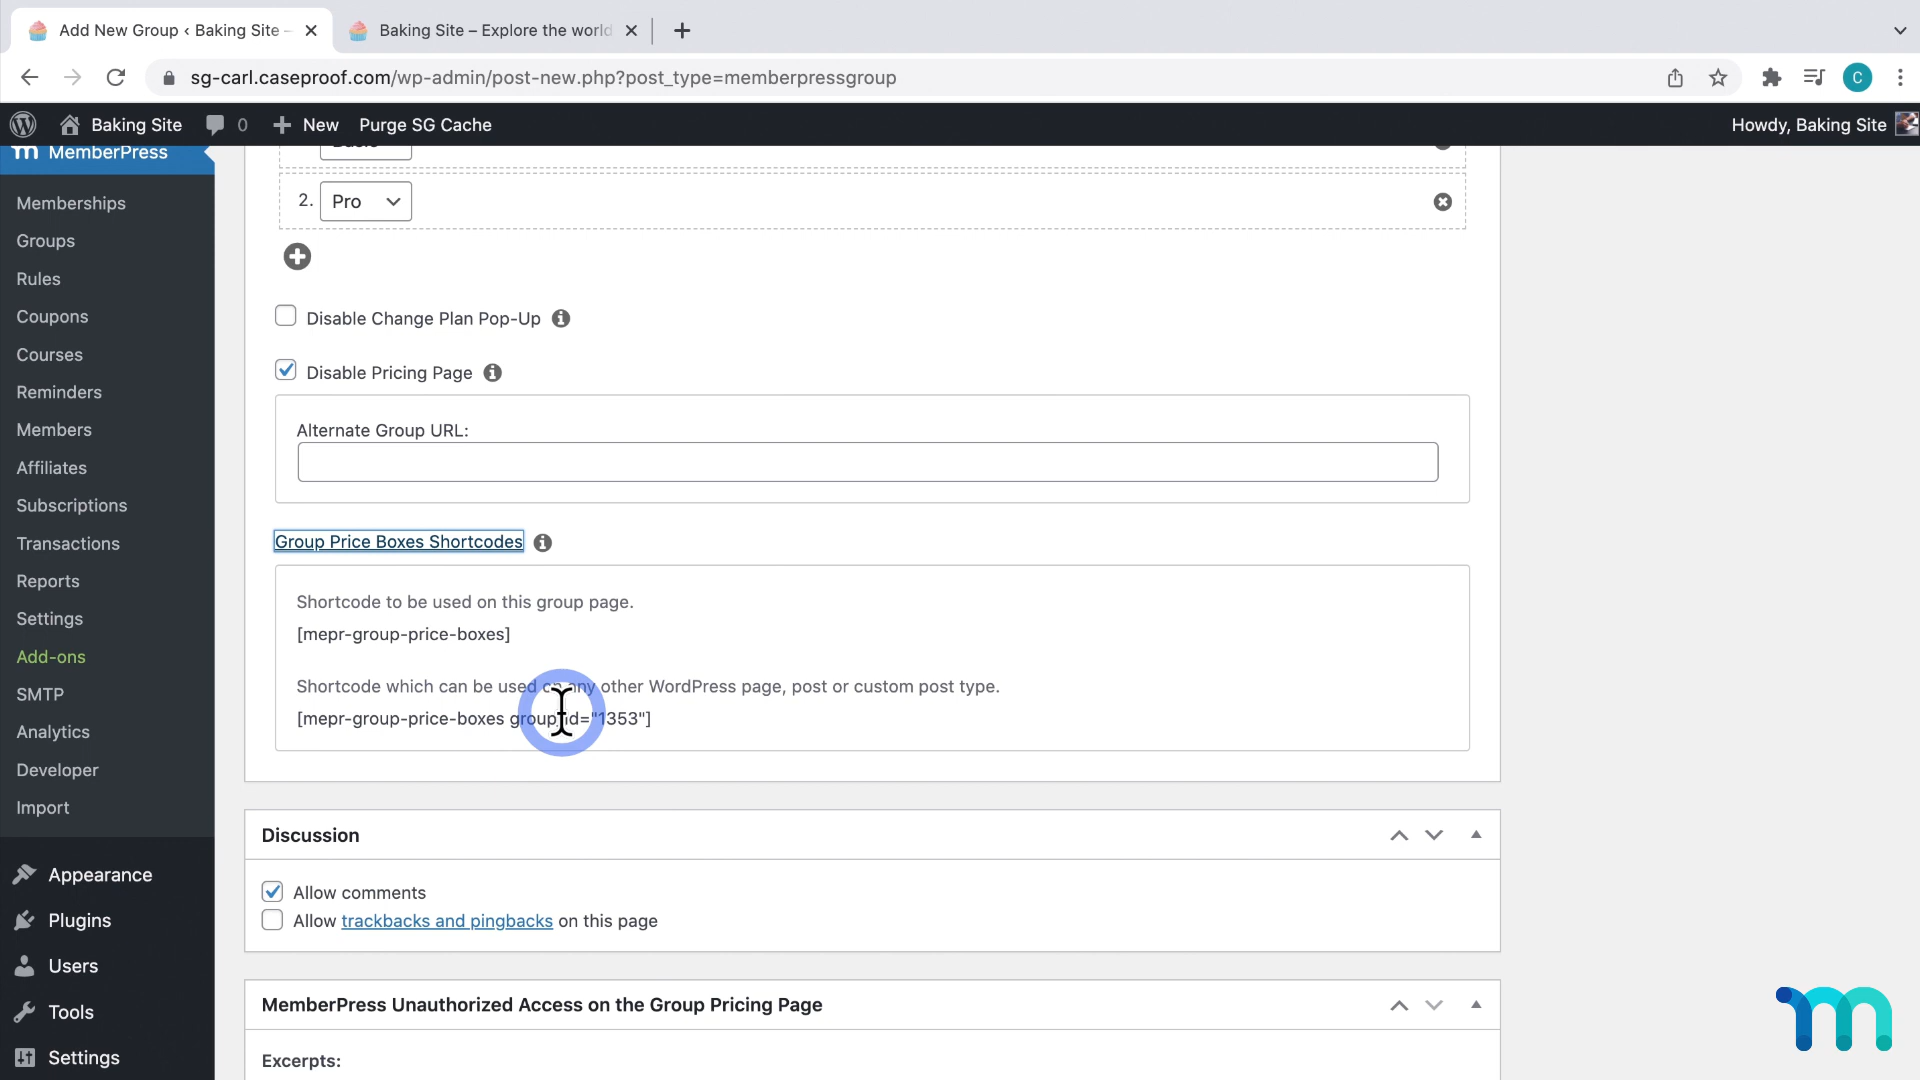 Add New Group ‹ Baking Site –
Baking Site – Explore the world
sg-carl.caseproof.com/wp-admin/post-new.php?post_type=memberpressgroup
C
Baking Site
0
New
Purge SG Cache
Howdy, Baking Site
MemberPress
Memberships
Groups
Rules
Coupons
Courses
Reminders
Members
Affiliates
Subscriptions
Transactions
Reports
Settings
Add-ons
SMTP
Analytics
Developer
Import
Appearance
Plugins
Users
Tools
Settings
2. Pro
Disable Change Plan Pop-Up
Disable Pricing Page
Alternate Group URL:
Group Price Boxes Shortcodes
Shortcode to be used on this group page.
[mepr-group-price-boxes]
Shortcode which can be used on any other WordPress page, post or custom post type.
[mepr-group-price-boxes group_id="1353"]
Discussion
Allow comments
Allow trackbacks and pingbacks on this page
MemberPress Unauthorized Access on the Group Pricing Page
Excerpts: